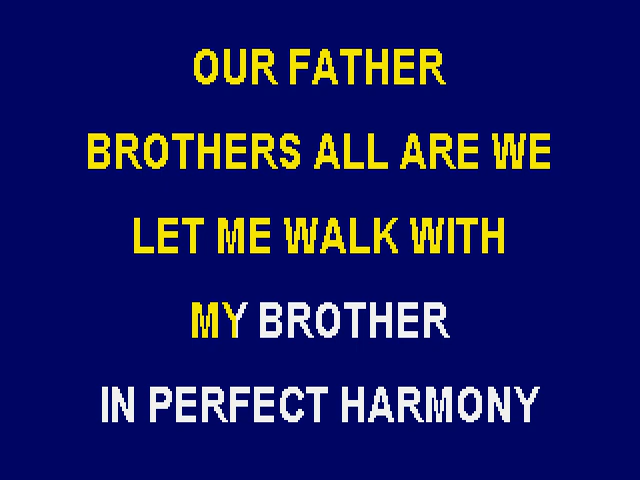 OUR FATHER
BROTHERS ALL ARE WE
LET ME WALK WITH
MY BROTHER
IN PERFECT HARMONY